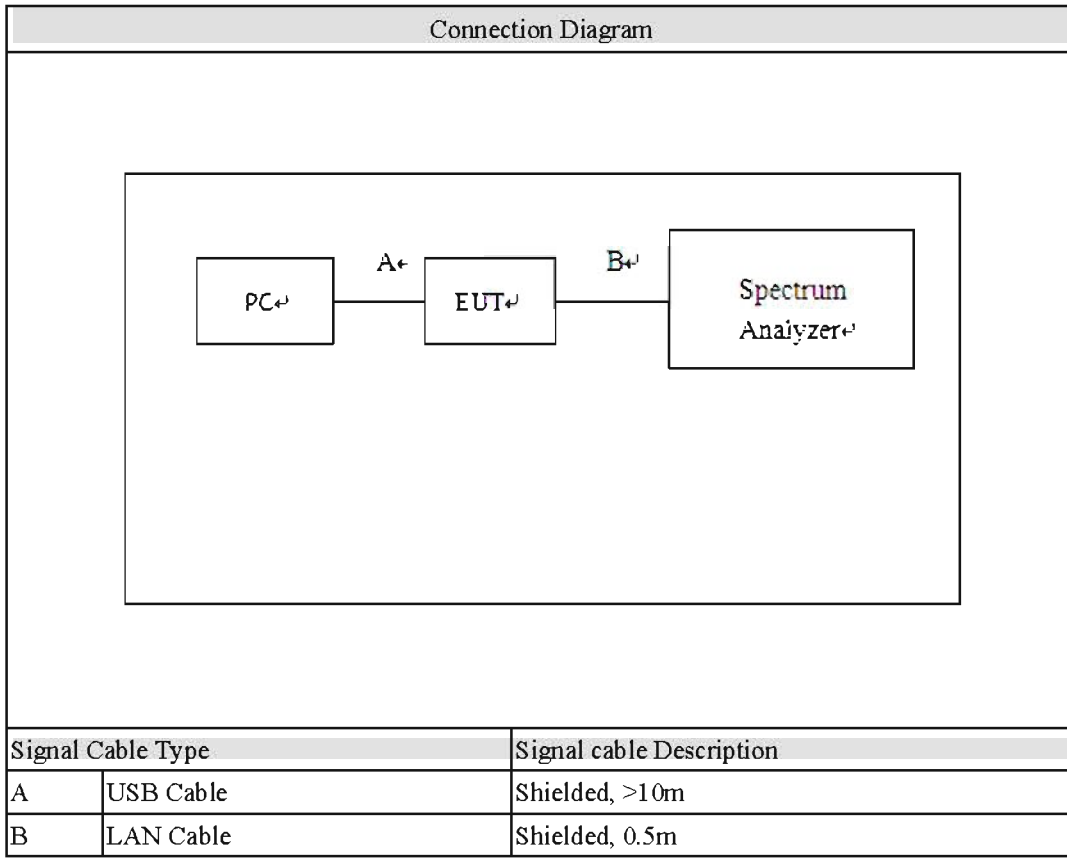 Connection Diagram
A↵ B↵
PC↵ EUT↵ Spectrum
Analyzer↵
Signal Cable Type Signal cable Description
A USB Cable Shielded, >10m
B LAN Cable Shielded, 0.5m